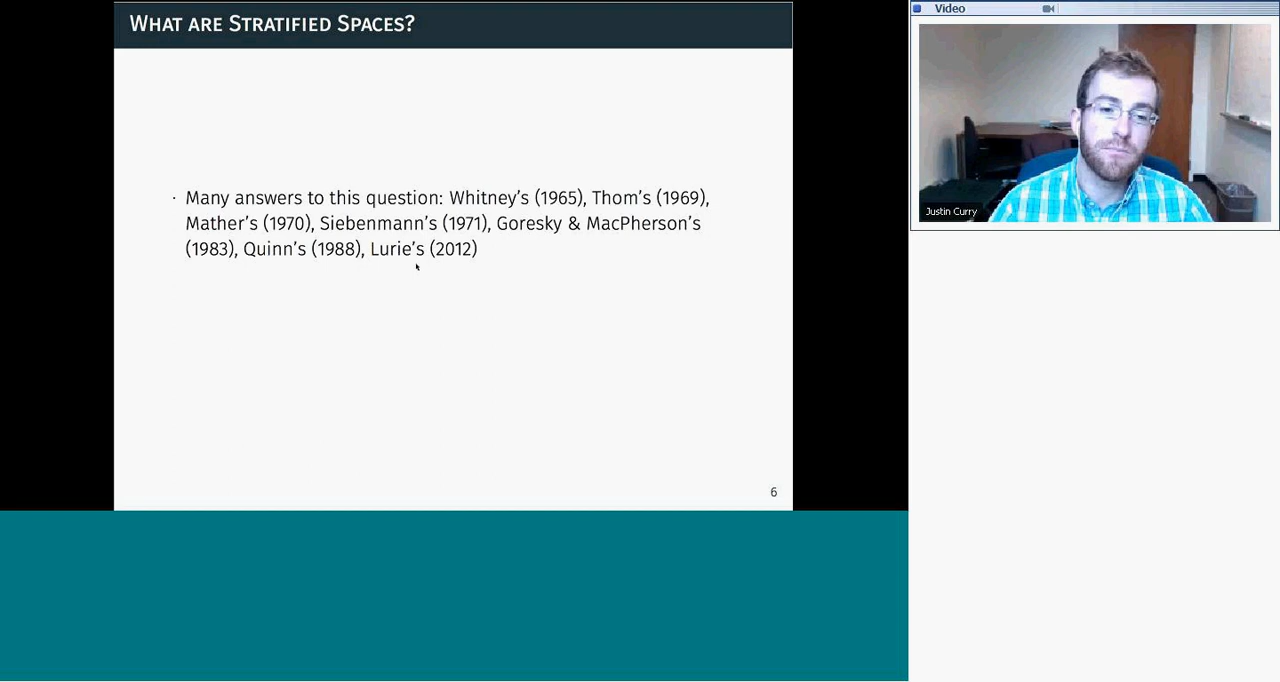 What are Stratified Spaces?
· Many answers to this question: Whitney's (1965), Thom's (1969),
Mather's (1970), Siebenmann's (1971), Goresky & MacPherson's
(1983), Quinn's (1988), Lurie's (2012)
6
Video
Justin Curry